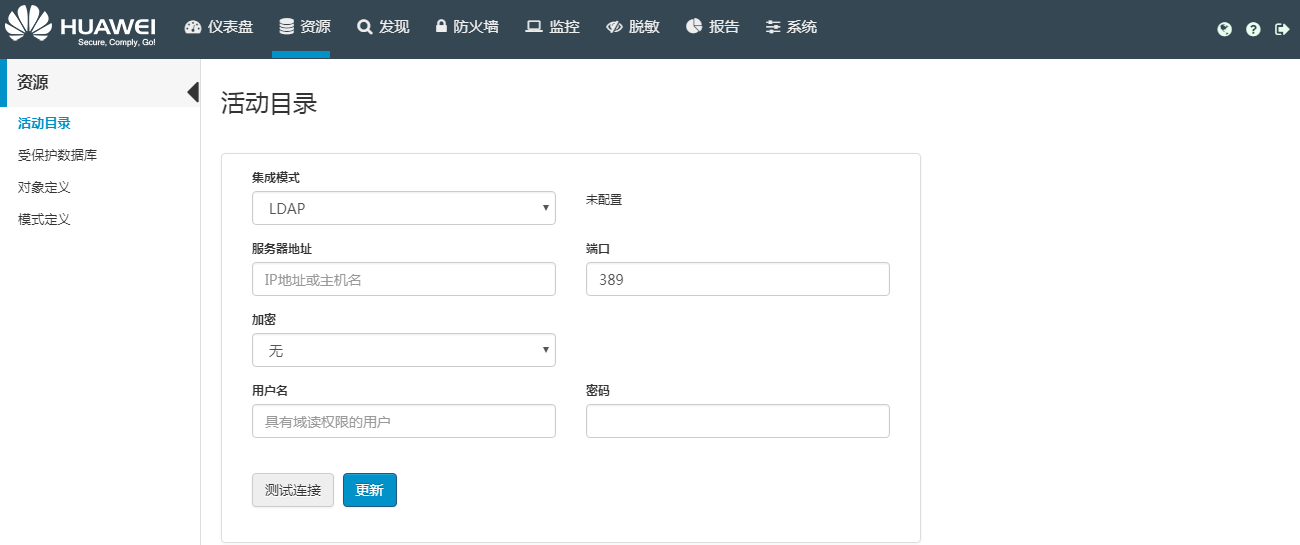 HUAWEI
Secure, Comply, Go!
仪表盘 资源 发现 防火墙 监控 脱敏 报告 系统
资源
活动目录
受保护数据库
对象定义
模式定义
活动目录
集成模式
LDAP
未配置
服务器地址
端口
IP地址或主机名
389
加密
无
用户名
密码
具有域读权限的用户
测试连接
更新